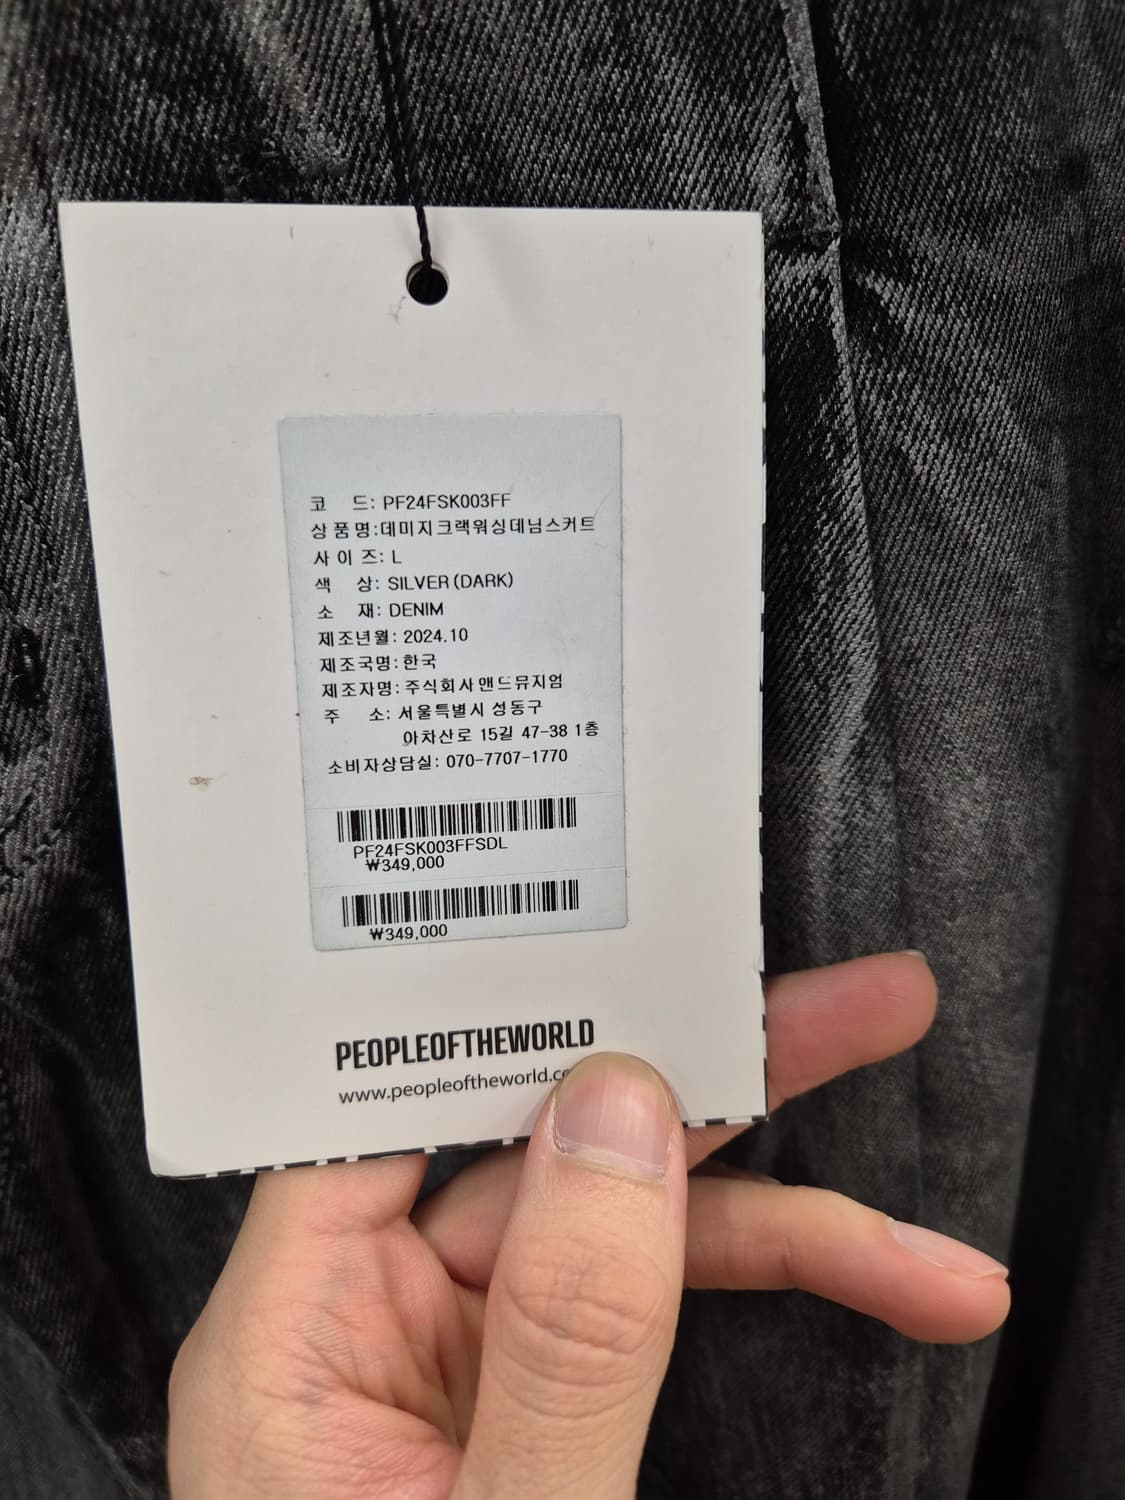 코 드: PF24FSK003FF
상품명:데미지크랙워싱데님스커트
사이즈: L
색 상: SILVER(DARK)
소 재: DENIM
제조년월: 2024.10
제조국명: 한국
제조자명: 주식회사앤드뮤지엄
주 소: 서울특별시 성동구
아차산로 15길 47-38 1층
소비자상담실: 070-7707-1770
PF24FSK003FFSDL
₩349,000
₩349,000
PEOPLEOFTHEWORLD
www.peopleoftheworld.c